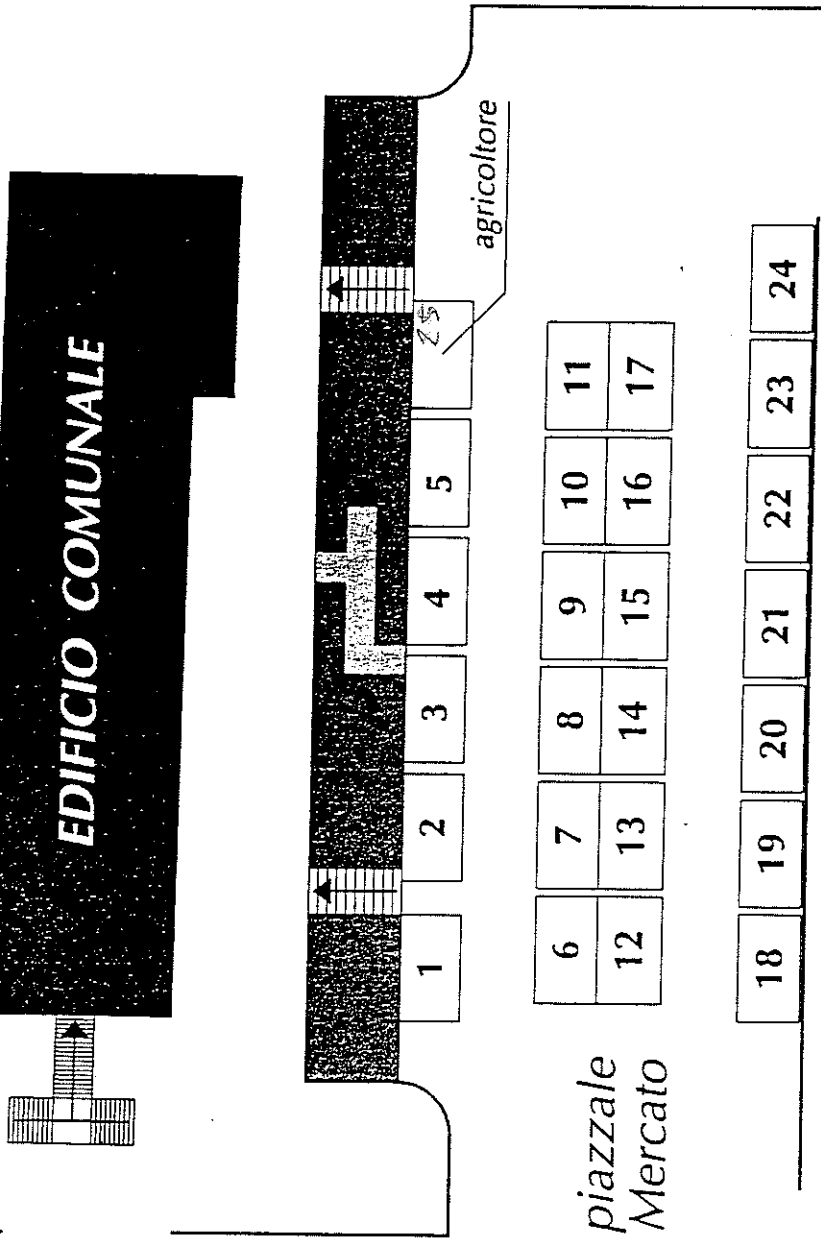 EDIFICIO COMUNALE
agricoltore
1 2 3 4 5 25
6 7 8 9 10 11
12 13 14 15 16 17
18 19 20 21 22 23 24
piazzale
Mercato